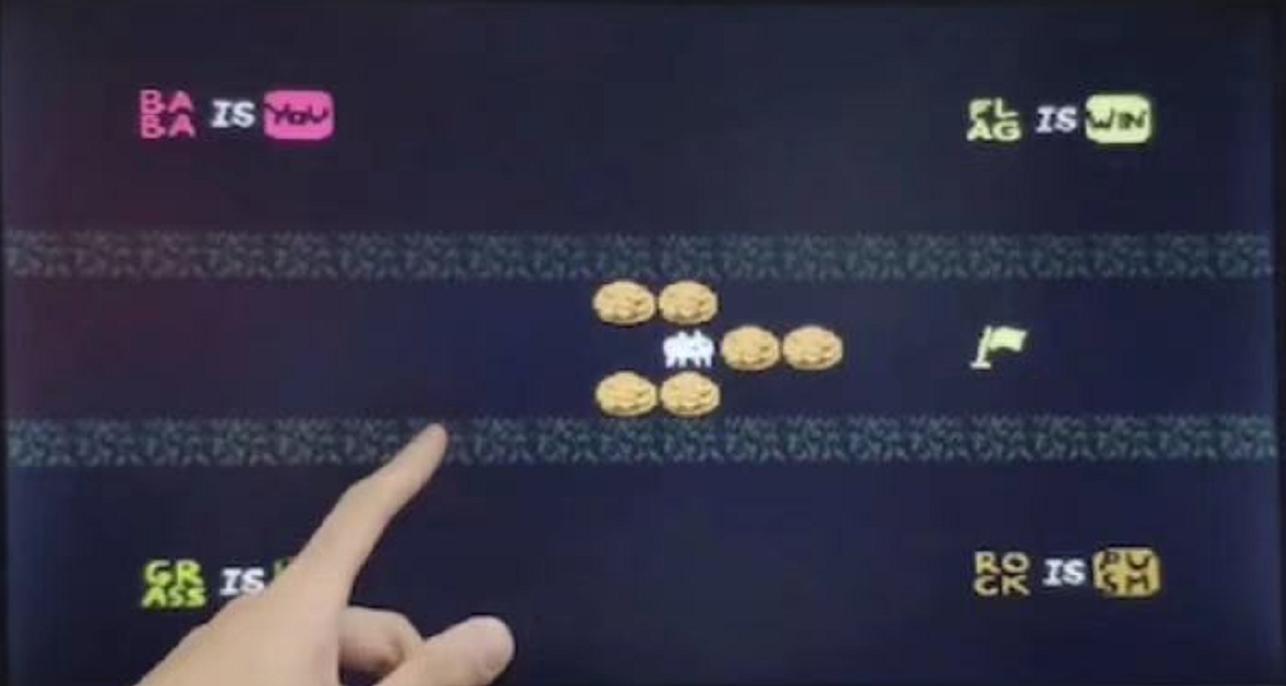 BABA IS YOU
FLAG IS WIN
GRASS IS
ROCK IS PUSH